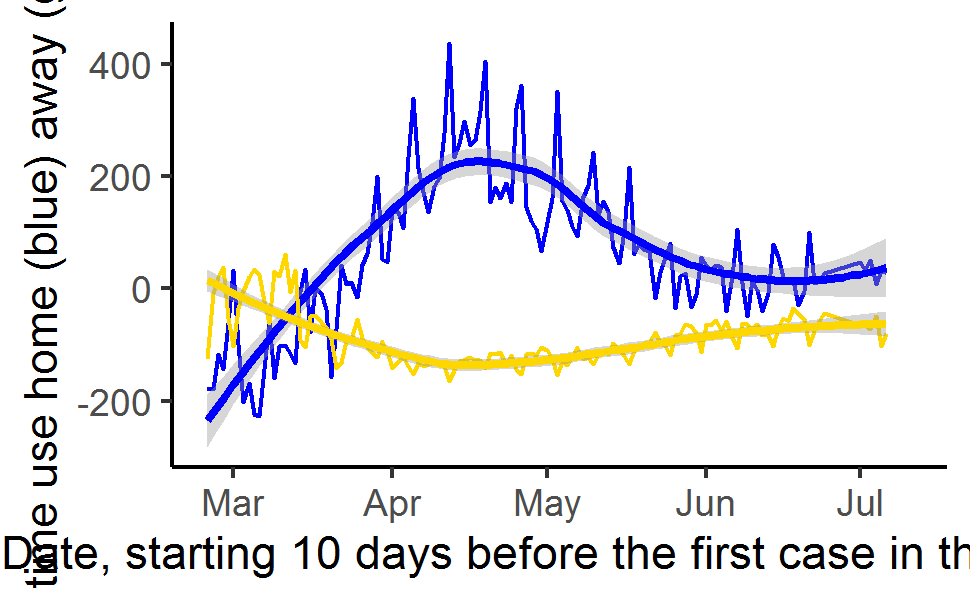 time use home (blue) away (
400
200
0
-200
Mar Apr May Jun Jul
Date, starting 10 days before the first case in th